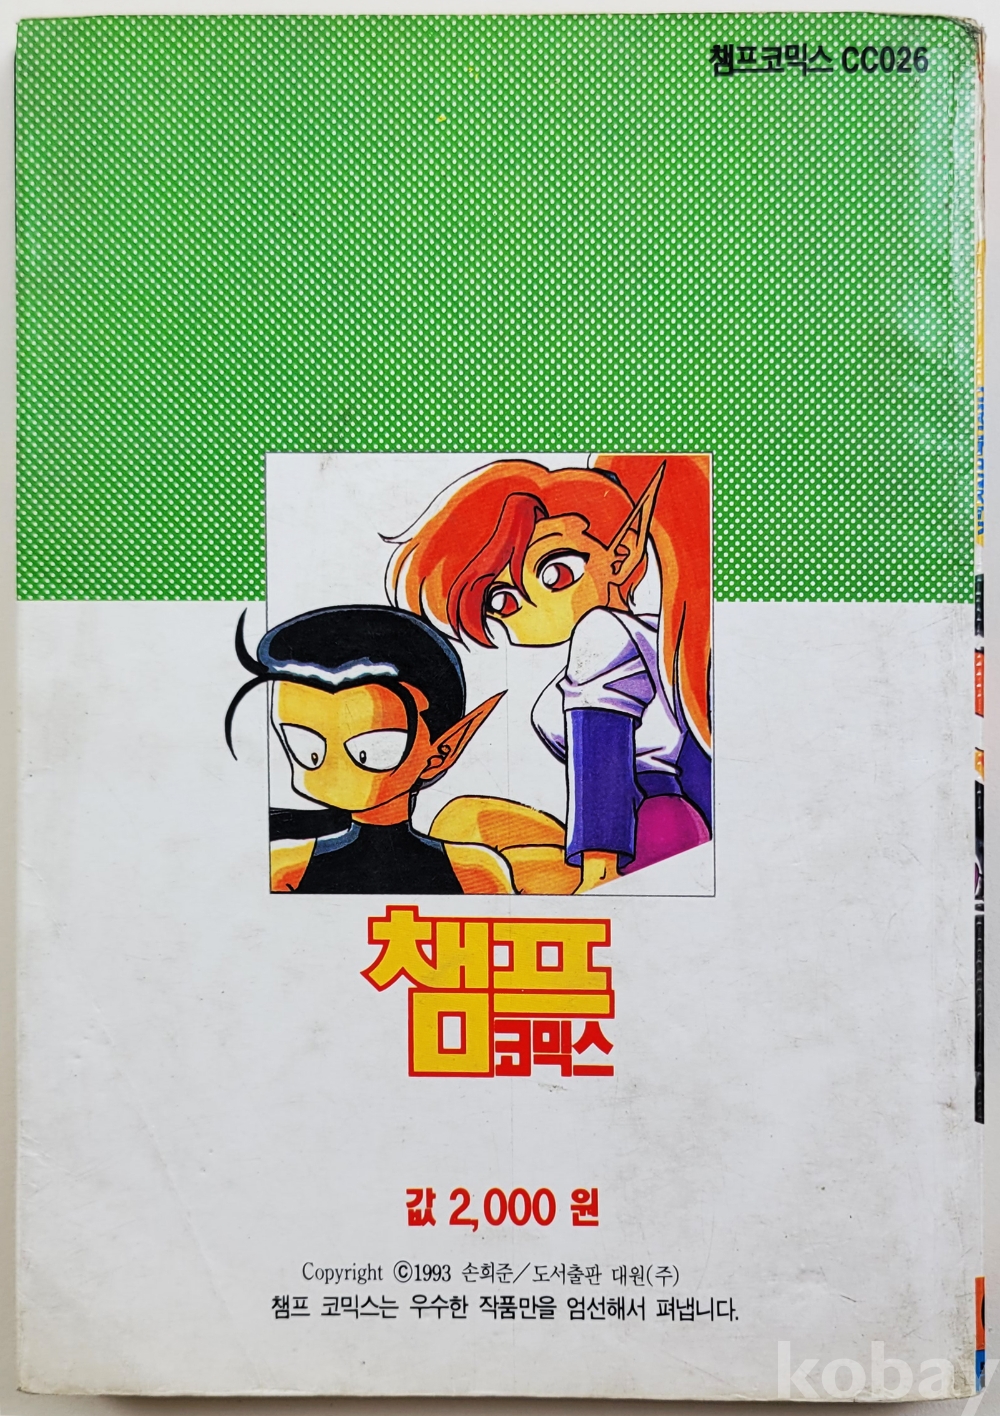 챔프코믹스 CC026
챔프
코믹스
값 2,000 원
Copyright ⓒ1993 손희준/도서출판 대원(주)
챔프 코믹스는 우수한 작품만을 엄선해서 펴냅니다.
kobay